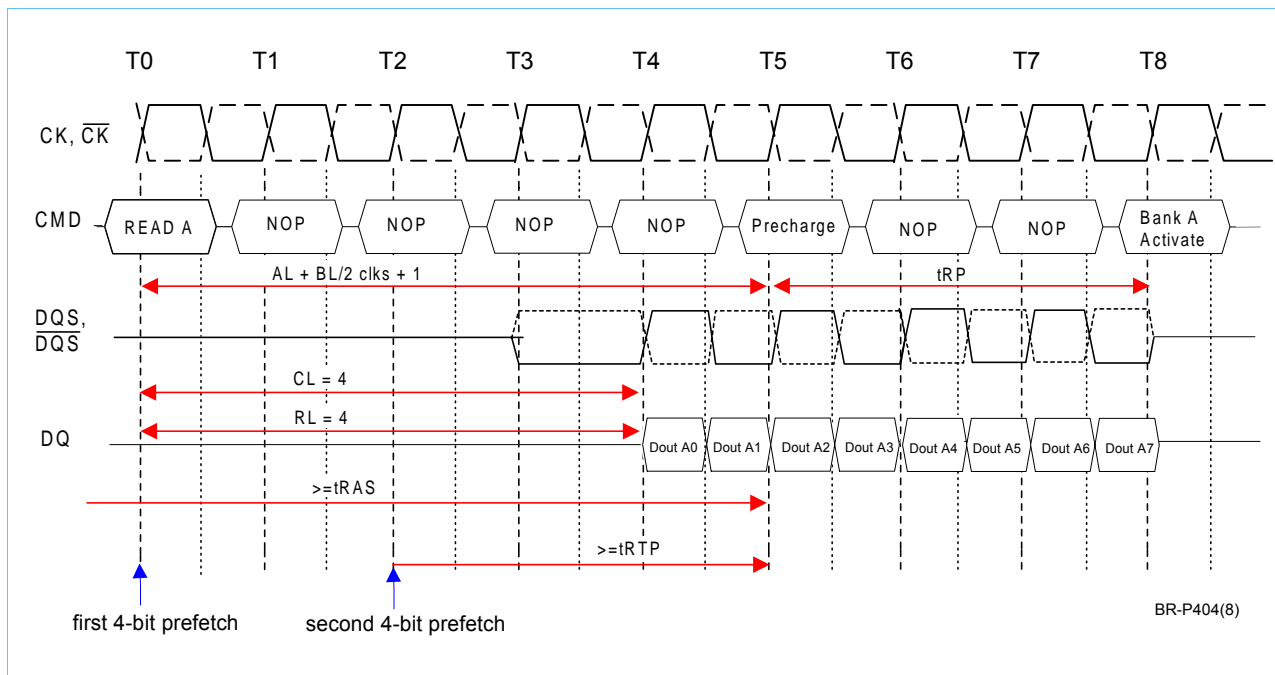 T0 T1 T2 T3 T4 T5 T6 T7 T8
CK, CK
CMD READ A NOP NOP NOP NOP Precharge NOP NOP Bank A
Activate
AL + BL/2 clks + 1 tRP
DQS,
DQS
CL = 4
RL = 4
DQ Dout A0 Dout A1 Dout A2 Dout A3 Dout A4 Dout A5 Dout A6 Dout A7
>=tRAS
>=tRTP
first 4-bit prefetch second 4-bit prefetch
BR-P404(8)